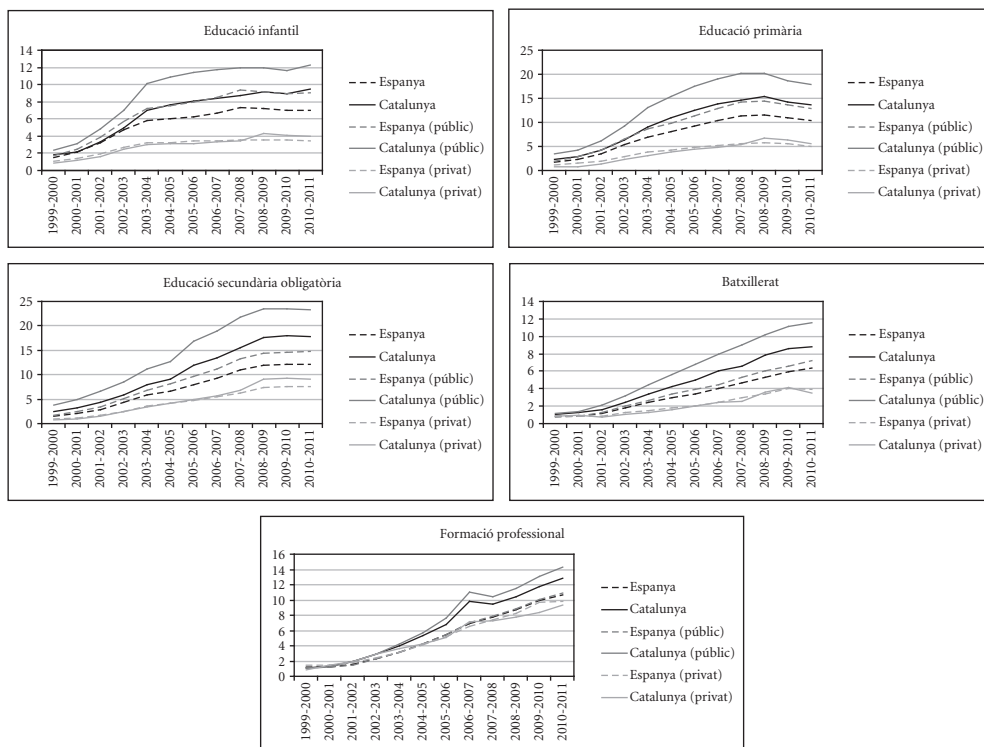 Educació infantil
14
12
10
8
6
4
2
0
1999-2000
2000-2001
2001-2002
2002-2003
2003-2004
2004-2005
2005-2006
2006-2007
2007-2008
2008-2009
2009-2010
2010-2011
Espanya
Catalunya
Espanya (públic)
Catalunya (públic)
Espanya (privat)
Catalunya (privat)
Educació primària
25
20
15
10
5
0
1999-2000
2000-2001
2001-2002
2002-2003
2003-2004
2004-2005
2005-2006
2006-2007
2007-2008
2008-2009
2009-2010
2010-2011
Espanya
Catalunya
Espanya (públic)
Catalunya (públic)
Espanya (privat)
Catalunya (privat)
Educació secundària obligatòria
25
20
15
10
5
0
1999-2000
2000-2001
2001-2002
2002-2003
2003-2004
2004-2005
2005-2006
2006-2007
2007-2008
2008-2009
2009-2010
2010-2011
Espanya
Catalunya
Espanya (públic)
Catalunya (públic)
Espanya (privat)
Catalunya (privat)
Batxillerat
14
12
10
8
6
4
2
0
1999-2000
2000-2001
2001-2002
2002-2003
2003-2004
2004-2005
2005-2006
2006-2007
2007-2008
2008-2009
2009-2010
2010-2011
Espanya
Catalunya
Espanya (públic)
Catalunya (públic)
Espanya (privat)
Catalunya (privat)
Formació professional
16
14
12
10
8
6
4
2
0
1999-2000
2000-2001
2001-2002
2002-2003
2003-2004
2004-2005
2005-2006
2006-2007
2007-2008
2008-2009
2009-2010
2010-2011
Espanya
Catalunya
Espanya (públic)
Catalunya (públic)
Espanya (privat)
Catalunya (privat)